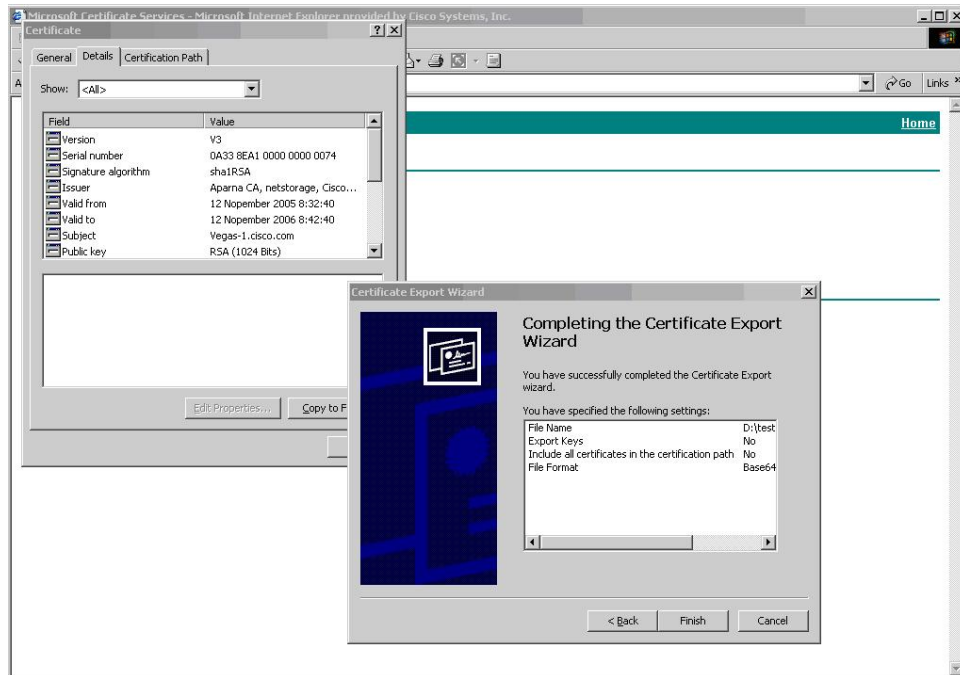 Microsoft Certificate Services - Microsoft Internet Explorer provided by Cisco Systems, Inc.
Certificate
General Details Certification Path
Show: <All>
Field Value
Version V3
Serial number 0A33 8EA1 0000 0000 0074
Signature algorithm sha1RSA
Issuer Aparna CA, netstorage, Cisco...
Valid from 12 Nopember 2005 8:32:40
Valid to 12 Nopember 2006 8:42:40
Subject Vegas-1.cisco.com
Public key RSA (1024 Bits)
Edit Properties... Copy to F
A
Go Links »
Home
Certificate Export Wizard
Completing the Certificate Export
Wizard
You have successfully completed the Certificate Export
wizard.
You have specified the following settings:
File Name D:\test
Export Keys No
Include all certificates in the certification path No
File Format Base64
< Back Finish Cancel